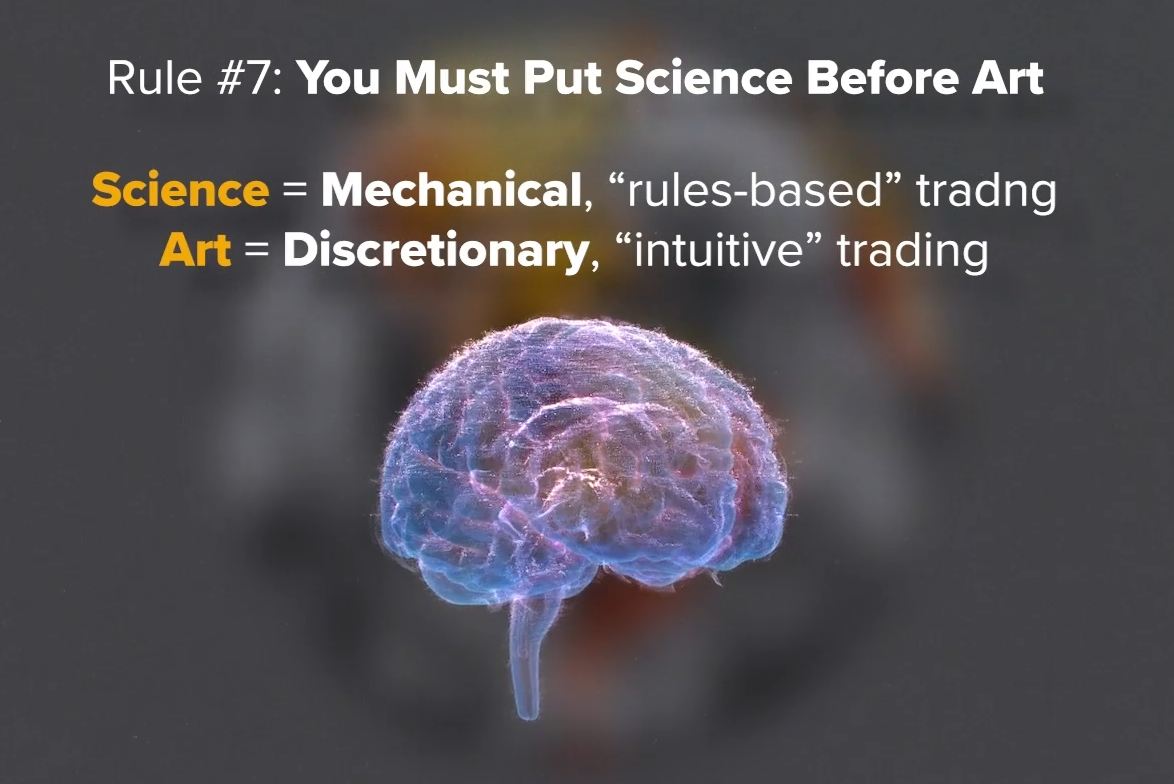 Rule #7: You Must Put Science Before Art
Science = Mechanical, “rules-based” tradng
Art = Discretionary, “intuitive” trading